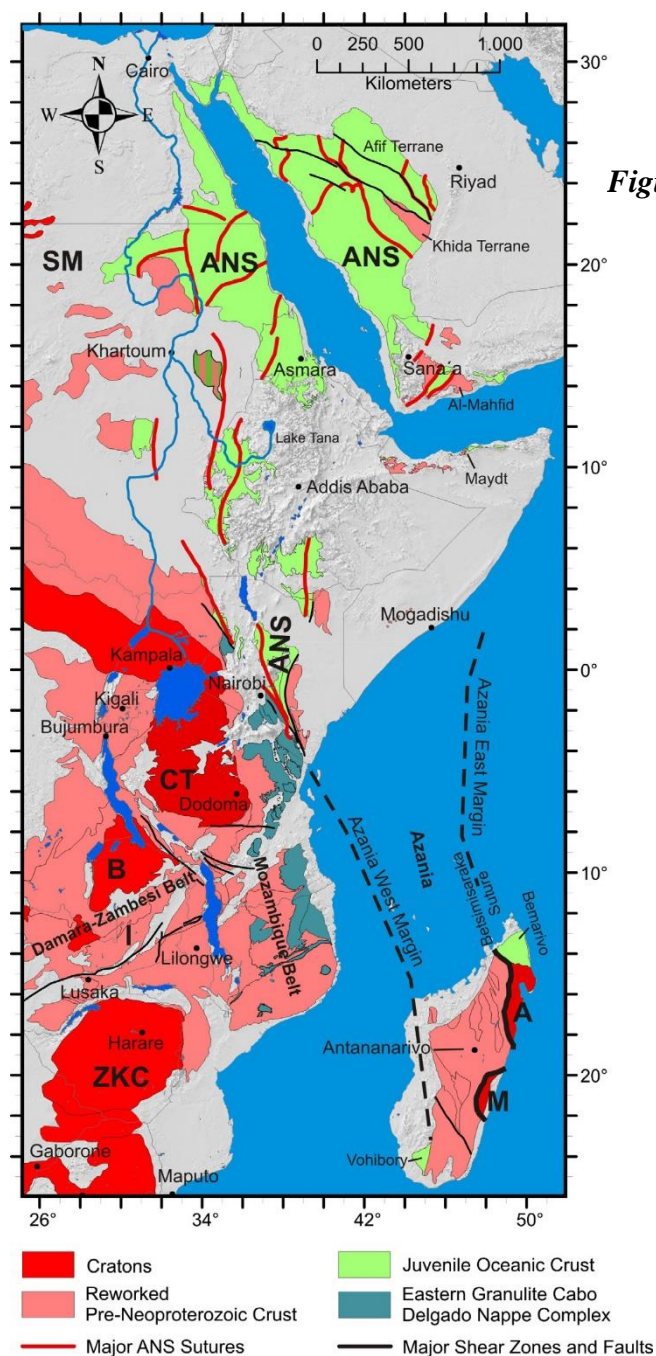 0 250 500 1.000
Kilometers
N
W E
S
30°
Cairo
Afif Terrane
Riyad
Figu
Khida Terrane
SM
ANS
ANS
20°
Khartoum
Asmara
Sana´a
Al-Mahfid
Lake Tana
Maydt
10°
Addis Ababa
Mogadishu
ANS
Kampala
0°
Nairobi
Kigali
Bujumbura
CT
Dodoma
Azania East Margin
Azania
Azania West Margin
B
10°
Betsimisaraka
Suture
Bemarivo
Damara-Zambesi Belt
Mozambique Belt
I
Lilongwe
Lusaka
A
Antananarivo
Harare
ZKC
20°
M
Gaborone
Vohibory
Maputo
26° 34° 42° 50°
Cratons
Juvenile Oceanic Crust
Reworked
Pre-Neoproterozoic Crust
Eastern Granulite Cabo
Delgado Nappe Complex
Major ANS Sutures
Major Shear Zones and Faults